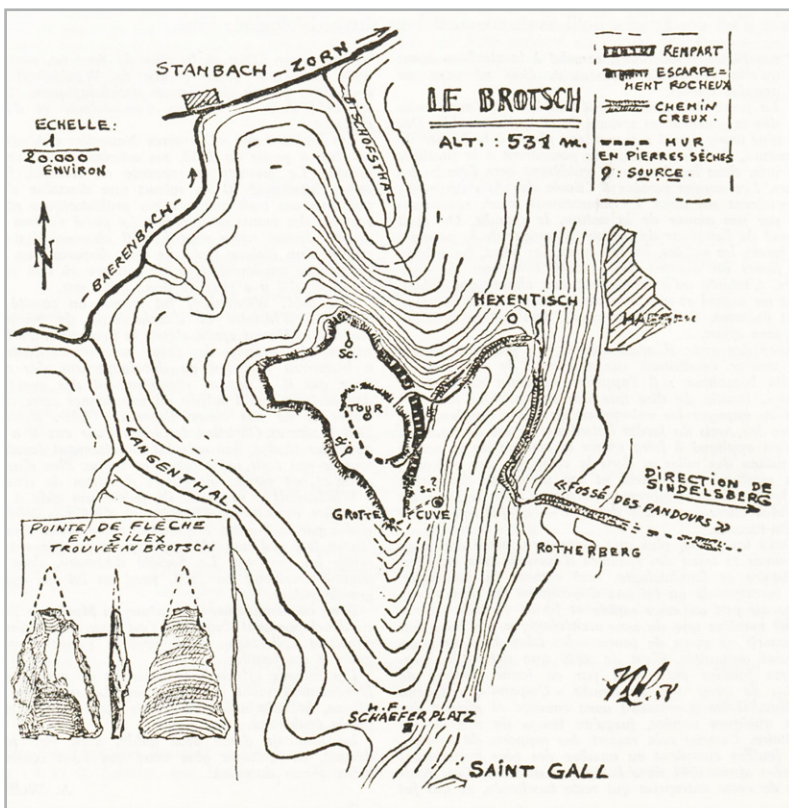 STANBACH
ZORN
BISCHOFSTHAL
LE BROTSCH
ALT. : 531 m.
REMPART
ESCARPE=
MENT ROCHEUX
CHEMIN
CREUX.
MUR
EN PIERRES SÈCHES
: SOURCE.
ECHELLE:
1
20.000
ENVIRON
N
BAERENBACH
HEXENTISCH
Sc.
TOUR
Sc.
LANGENTHAL
Sc?
GROTTE
CUVE
DIRECTION DE
SINDELSBERG
«FOSSÉ DES PANDOURS»
ROTHERBERG
POINTE DE FLÈCHE
EN SILEX
TROUVÉE AU BROTSCH
M.F.
SCHAEFERPLATZ
SAINT GALL